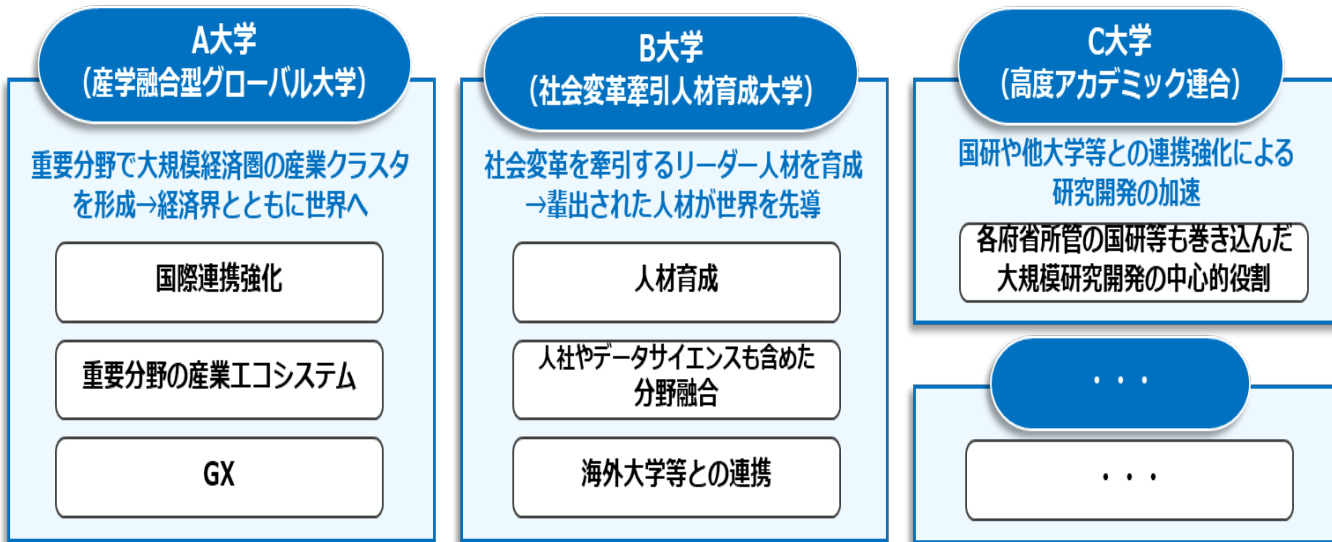 A大学
(産学融合型グローバル大学)
重要分野で大規模経済圏の産業クラスタ
を形成→経済界とともに世界へ
国際連携強化
重要分野の産業エコシステム
GX
B大学
(社会変革牽引人材育成大学)
社会変革を牽引するリーダー人材を育成
→輩出された人材が世界を先導
人材育成
人社やデータサイエンスも含めた
分野融合
海外大学等との連携
C大学
(高度アカデミック連合)
国研や他大学等との連携強化による
研究開発の加速
各府省所管の国研等も巻き込んだ
大規模研究開発の中心的役割
・・・
・・・